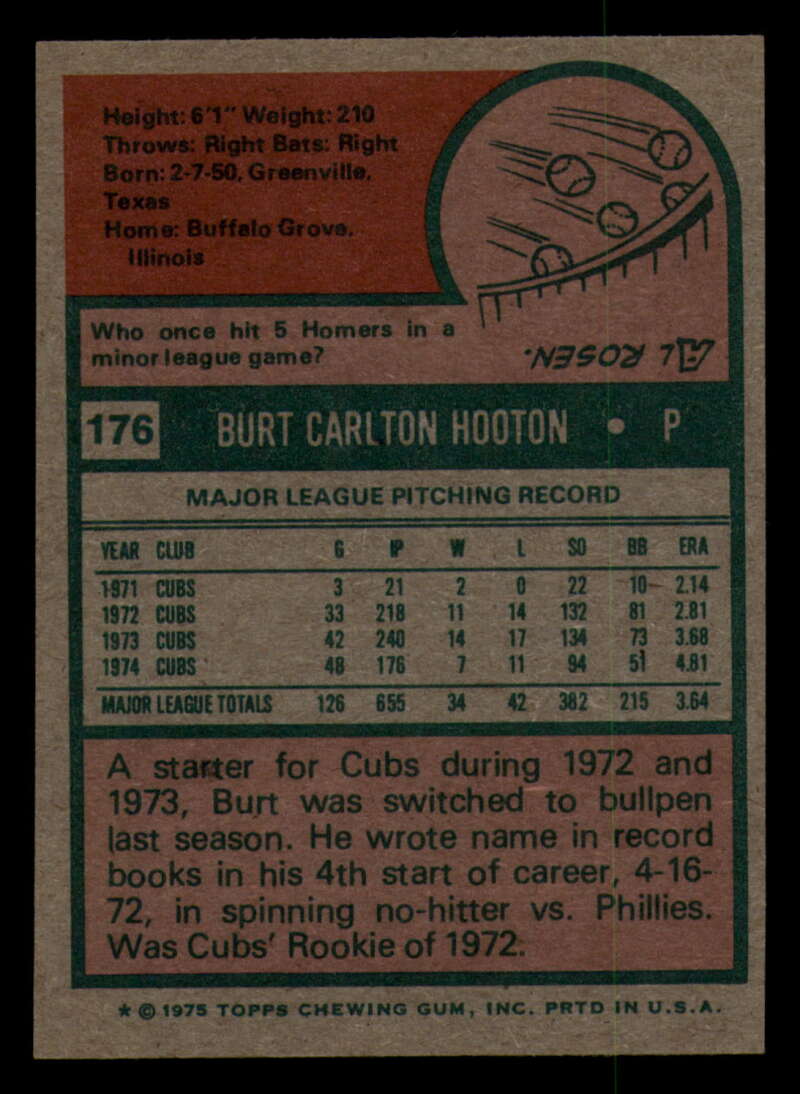 Height: 6'1" Weight: 210
Throws: Right Bats: Right
Born: 2-7-50, Greenville,
Texas
Home: Buffalo Grove,
Illinois
Who once hit 5 Homers in a
minor league game?
AL ROSEN.
176 BURT CARLTON HOOTON • P
MAJOR LEAGUE PITCHING RECORD
YEAR CLUB G IP W L SO BB ERA
1971 CUBS 3 21 2 0 22 10 2.14
1972 CUBS 33 218 11 14 132 81 2.81
1973 CUBS 42 240 14 17 134 73 3.68
1974 CUBS 48 176 7 11 94 51 4.81
MAJOR LEAGUE TOTALS 126 655 34 42 382 215 3.64
A starter for Cubs during 1972 and
1973, Burt was switched to bullpen
last season. He wrote name in record
books in his 4th start of career, 4-16-
72, in spinning no-hitter vs. Phillies.
Was Cubs' Rookie of 1972.
* © 1975 TOPPS CHEWING GUM, INC. PRTD IN U.S.A.